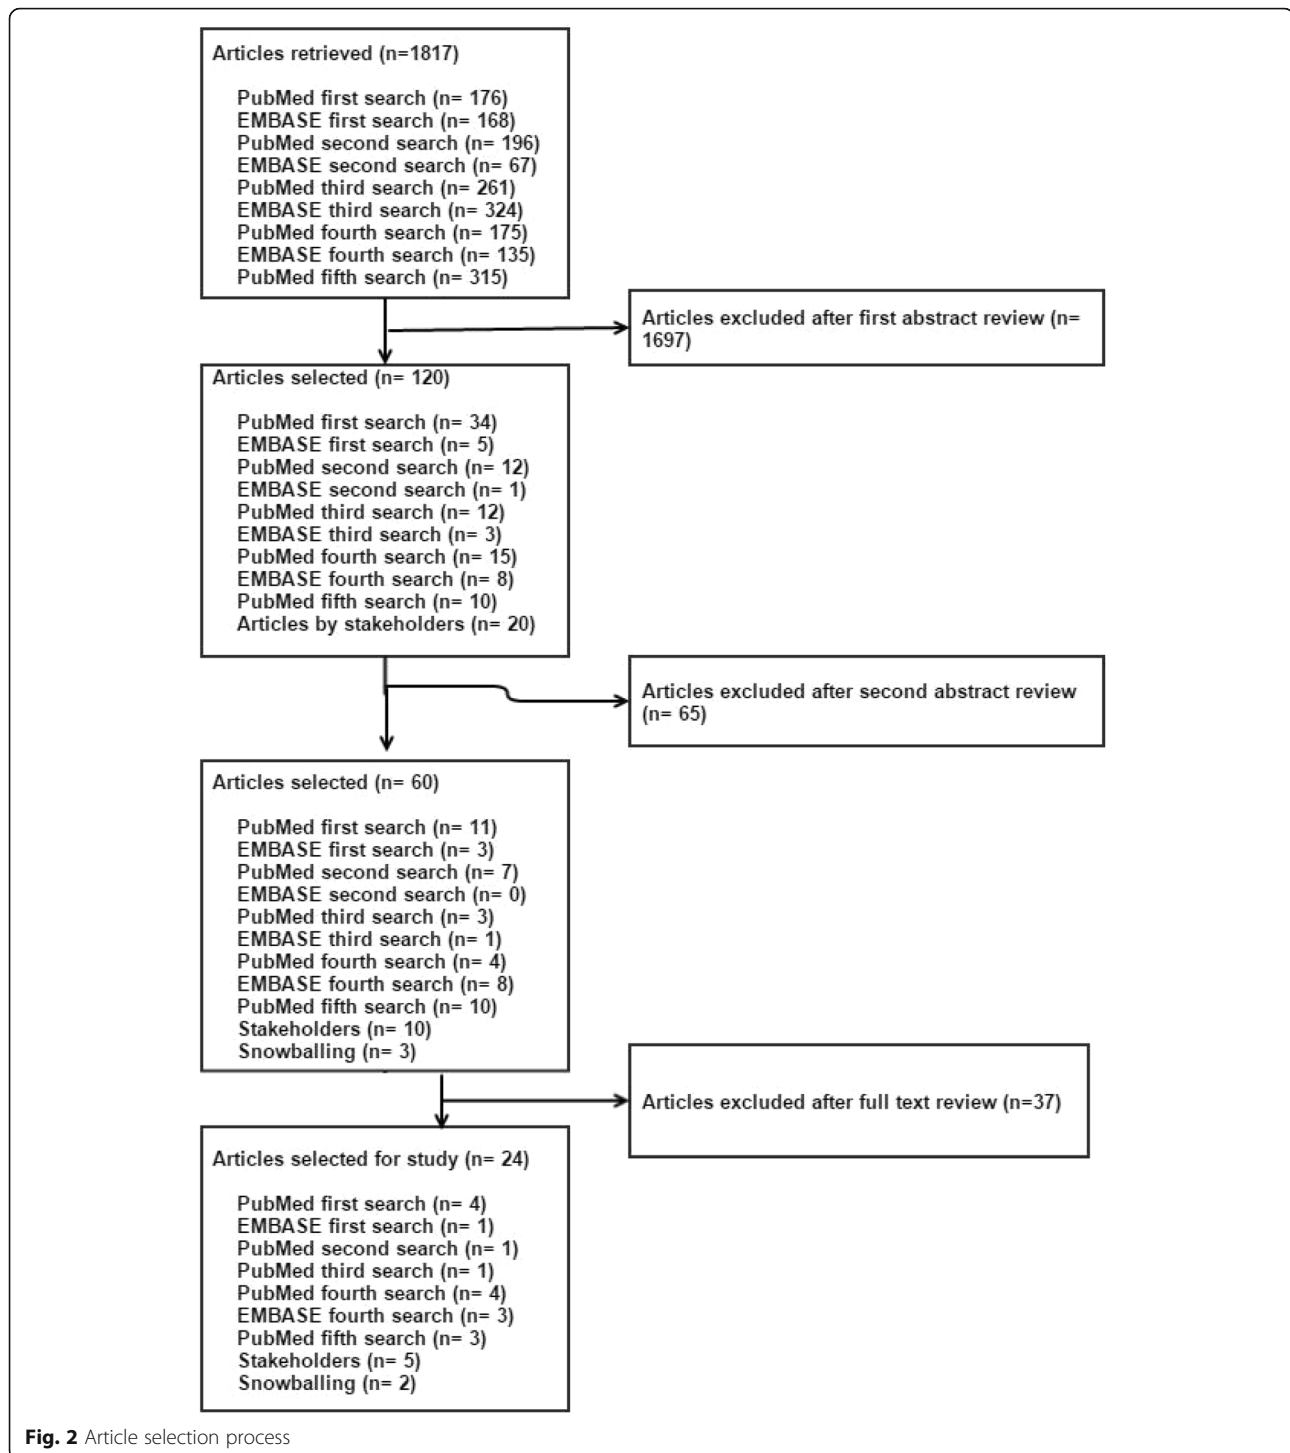 Articles retrieved (n=1817)
PubMed first search (n= 176)
EMBASE first search (n= 168)
PubMed second search (n= 196)
EMBASE second search (n= 67)
PubMed third search (n= 261)
EMBASE third search (n= 324)
PubMed fourth search (n= 175)
EMBASE fourth search (n= 135)
PubMed fifth search (n= 315)
Articles excluded after first abstract review (n=
1697)
Articles selected (n= 120)
PubMed first search (n= 34)
EMBASE first search (n= 5)
PubMed second search (n= 12)
EMBASE second search (n= 1)
PubMed third search (n= 12)
EMBASE third search (n= 3)
PubMed fourth search (n= 15)
EMBASE fourth search (n= 8)
PubMed fifth search (n= 10)
Articles by stakeholders (n= 20)
Articles excluded after second abstract review
(n= 65)
Articles selected (n= 60)
PubMed first search (n= 11)
EMBASE first search (n= 3)
PubMed second search (n= 7)
EMBASE second search (n= 0)
PubMed third search (n= 3)
EMBASE third search (n= 1)
PubMed fourth search (n= 4)
EMBASE fourth search (n= 8)
PubMed fifth search (n= 10)
Stakeholders (n= 10)
Snowballing (n= 3)
Articles excluded after full text review (n=37)
Articles selected for study (n= 24)
PubMed first search (n= 4)
EMBASE first search (n= 1)
PubMed second search (n= 1)
PubMed third search (n= 1)
PubMed fourth search (n= 4)
EMBASE fourth search (n= 3)
PubMed fifth search (n= 3)
Stakeholders (n= 5)
Snowballing (n= 2)
Fig. 2 Article selection process